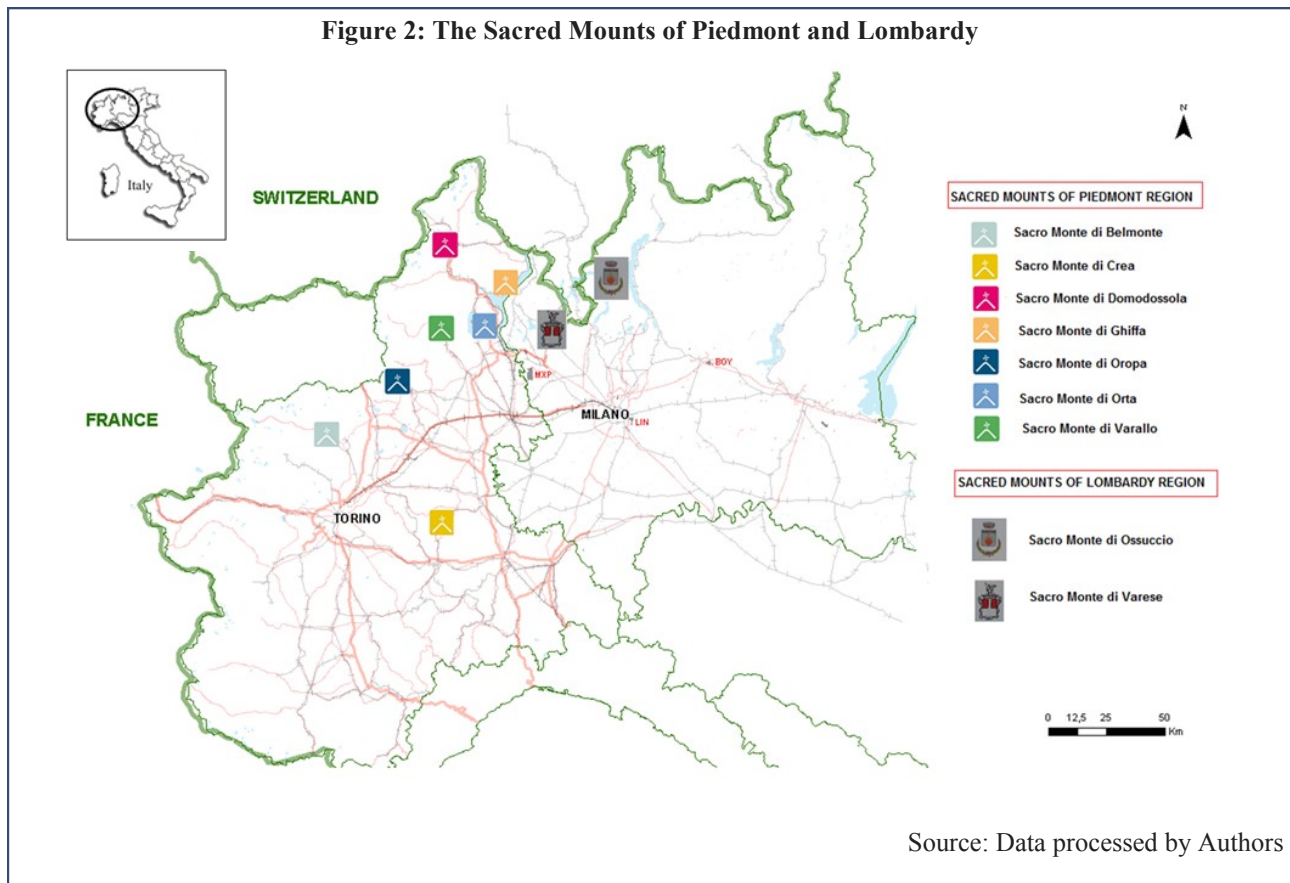 Figure 2: The Sacred Mounts of Piedmont and Lombardy
Italy
N
SWITZERLAND
FRANCE
MXP
BGY
MILANO
LIN
TORINO
SACRED MOUNTS OF PIEDMONT REGION
Sacro Monte di Belmonte
Sacro Monte di Crea
Sacro Monte di Domodossola
Sacro Monte di Ghiffa
Sacro Monte di Oropa
Sacro Monte di Orta
Sacro Monte di Varallo
SACRED MOUNTS OF LOMBARDY REGION
Sacro Monte di Ossuccio
Sacro Monte di Varese
0 12,5 25 50
Km
Source: Data processed by Authors